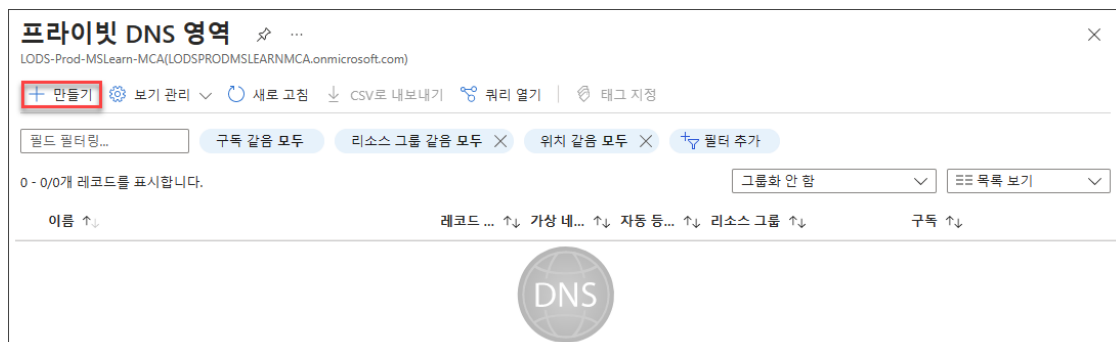 프라이빗 DNS 영역
LODS-Prod-MSLearn-MCA(LODSPRODMSLEARNMCA.onmicrosoft.com)
만들기 보기 관리 새로 고침 CSV로 내보내기 쿼리 열기 태그 지정
필드 필터링... 구독 같음 모두 리소스 그룹 같음 모두 위치 같음 모두 필터 추가
0 - 0/0개 레코드를 표시합니다. 그룹화 안 함 목록 보기
이름 레코드 ... 가상 네... 자동 등... 리소스 그룹 구독
DNS